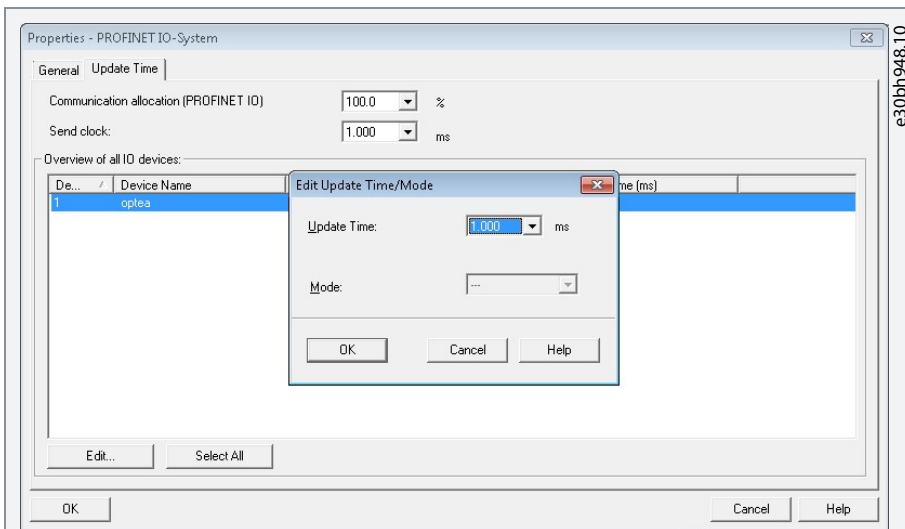 Properties - PROFINET IO-System
General Update Time
Communication allocation (PROFINET IO) 100.0 %
Send clock: 1.000 ms
Overview of all IO devices:
De... / Device Name me (ms)
1 optea
Edit Update Time/Mode
Update Time: 1.000 ms
Mode: ---
OK Cancel Help
Edit... Select All
OK Cancel Help
e30bh948.10